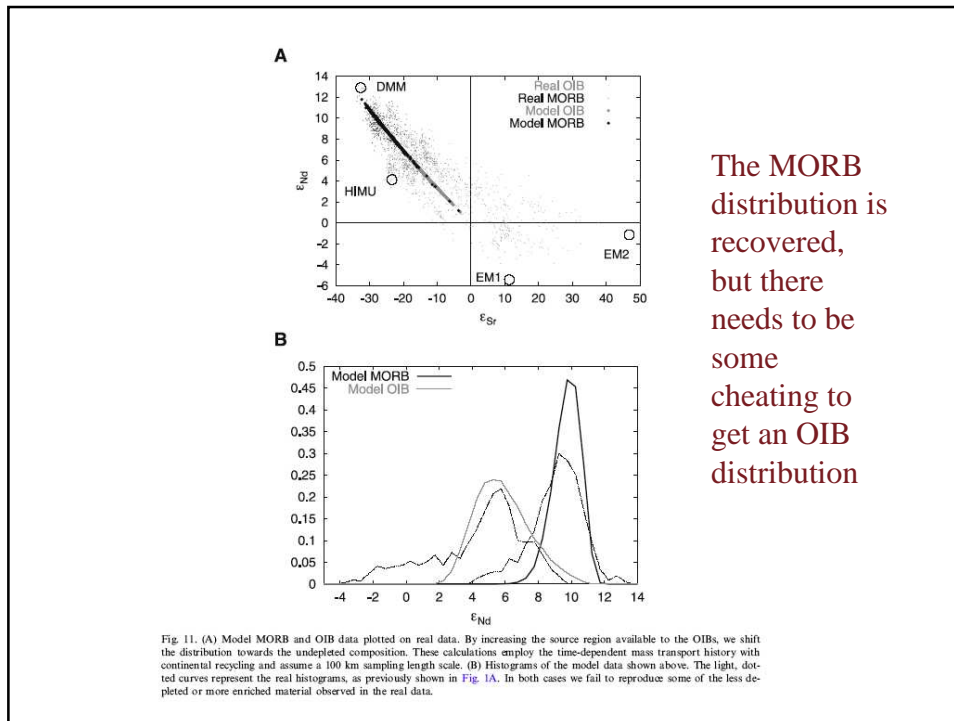 A
14
12
10
8
6
4
2
0
-2
-4
-6
εNd
DMM
HIMU
EM1
EM2
Real OIB
Real MORB
Model OIB
Model MORB
-40 -30 -20 -10 0 10 20 30 40 50
εSr
B
0.5
0.45
0.4
0.35
0.3
0.25
0.2
0.15
0.1
0.05
0
Model MORB
Model OIB
-4 -2 0 2 4 6 8 10 12 14
εNd
The MORB
distribution is
recovered,
but there
needs to be
some
cheating to
get an OIB
distribution
Fig. 11. (A) Model MORB and OIB data plotted on real data. By increasing the source region available to the OIBs, we shift
the distribution towards the undepleted composition. These calculations employ the time-dependent mass transport history with
continental recycling and assume a 100 km sampling length scale. (B) Histograms of the model data shown above. The light, dot-
ted curves represent the real histograms, as previously shown in Fig. 1A. In both cases we fail to reproduce some of the less de-
pleted or more enriched material observed in the real data.